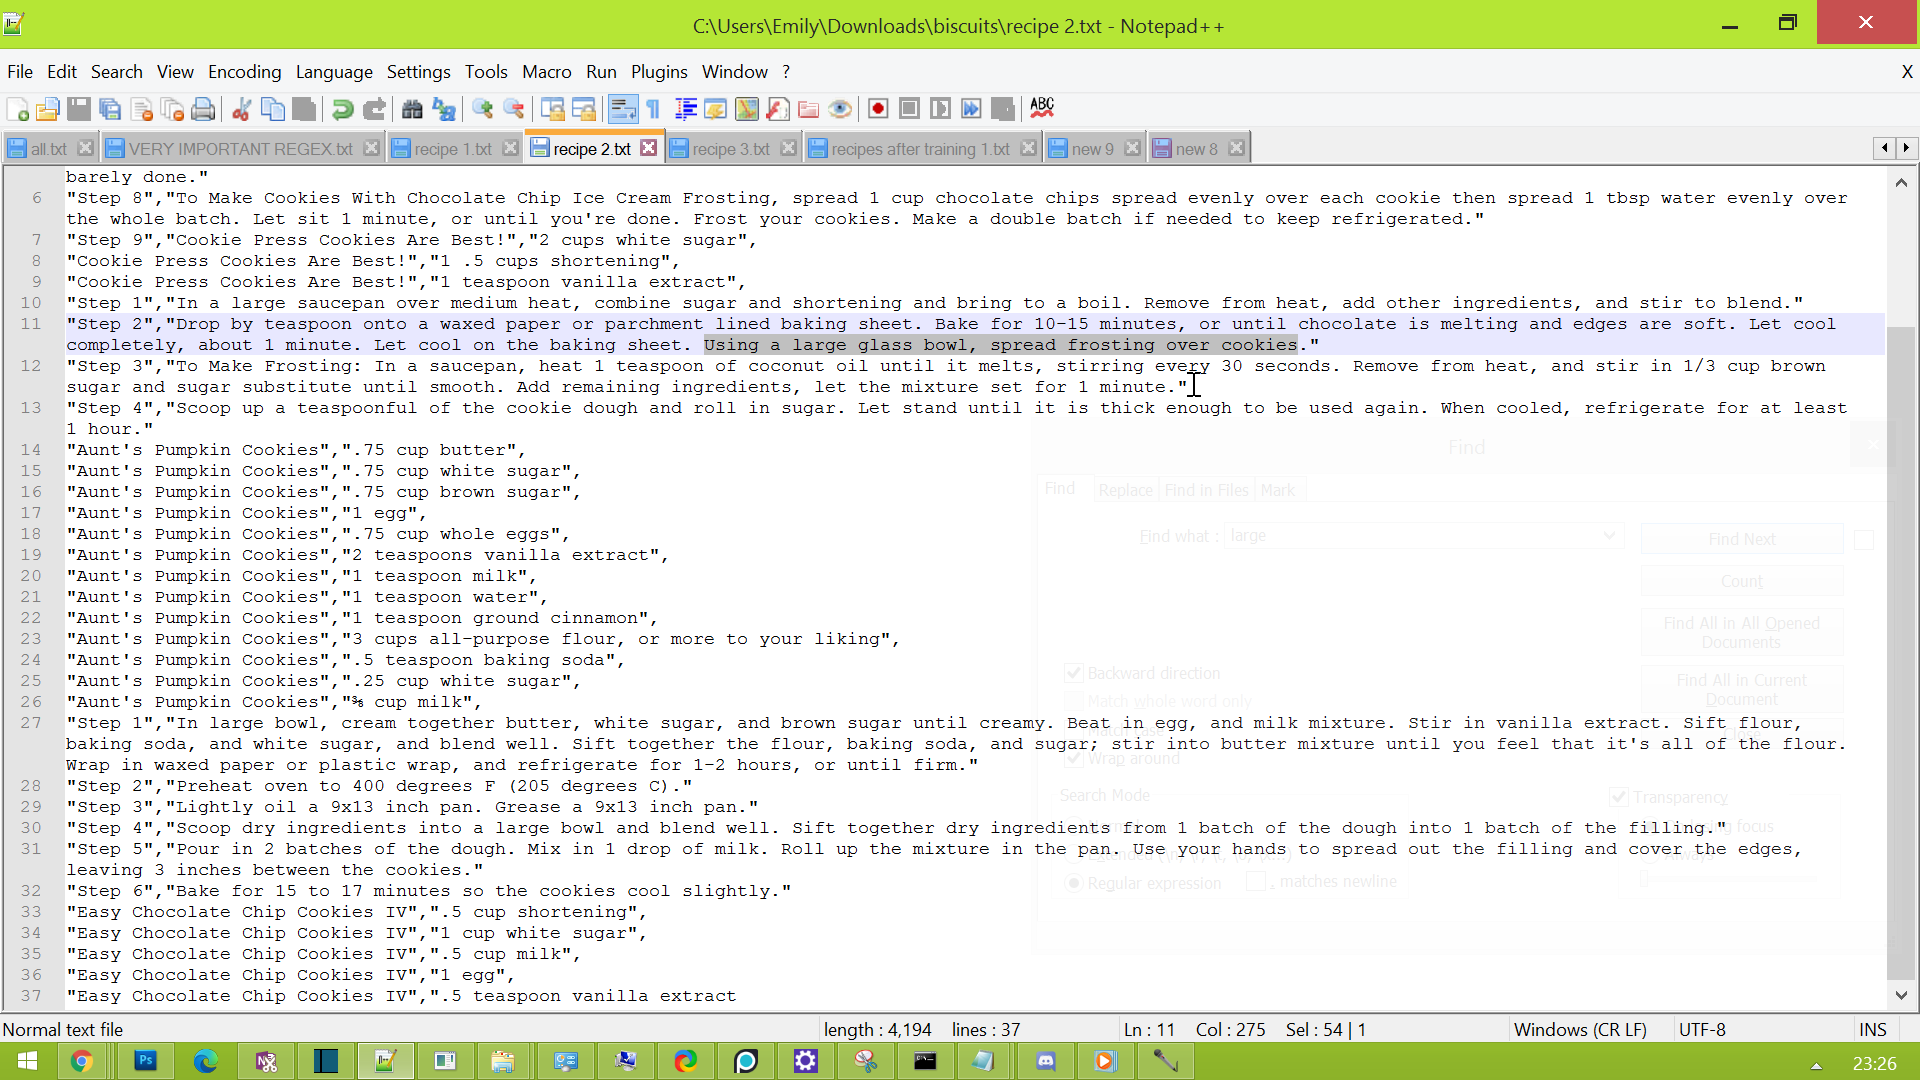 C:\Users\Emily\Downloads\biscuits\recipe 2.txt - Notepad++
File Edit Search View Encoding Language Settings Tools Macro Run Plugins Window ? X
ABC
all.txt VERY IMPORTANT REGEX.txt recipe 1.txt recipe 2.txt recipe 3.txt recipes after training 1.txt new 9 new 8
barely done."
6 "Step 8","To Make Cookies With Chocolate Chip Ice Cream Frosting, spread 1 cup chocolate chips spread evenly over each cookie then spread 1 tbsp water evenly over
the whole batch. Let sit 1 minute, or until you're done. Frost your cookies. Make a double batch if needed to keep refrigerated."
7 "Step 9","Cookie Press Cookies Are Best!","2 cups white sugar",
8 "Cookie Press Cookies Are Best!","1 .5 cups shortening",
9 "Cookie Press Cookies Are Best!","1 teaspoon vanilla extract",
10 "Step 1","In a large saucepan over medium heat, combine sugar and shortening and bring to a boil. Remove from heat, add other ingredients, and stir to blend."
11 "Step 2","Drop by teaspoon onto a waxed paper or parchment lined baking sheet. Bake for 10-15 minutes, or until chocolate is melting and edges are soft. Let cool
completely, about 1 minute. Let cool on the baking sheet. Using a large glass bowl, spread frosting over cookies."
12 "Step 3","To Make Frosting: In a saucepan, heat 1 teaspoon of coconut oil until it melts, stirring every 30 seconds. Remove from heat, and stir in 1/3 cup brown
sugar and sugar substitute until smooth. Add remaining ingredients, let the mixture set for 1 minute."
13 "Step 4","Scoop up a teaspoonful of the cookie dough and roll in sugar. Let stand until it is thick enough to be used again. When cooled, refrigerate for at least
1 hour."
14 "Aunt's Pumpkin Cookies",".75 cup butter",
15 "Aunt's Pumpkin Cookies",".75 cup white sugar",
16 "Aunt's Pumpkin Cookies",".75 cup brown sugar",
17 "Aunt's Pumpkin Cookies","1 egg",
18 "Aunt's Pumpkin Cookies",".75 cup whole eggs",
19 "Aunt's Pumpkin Cookies","2 teaspoons vanilla extract",
20 "Aunt's Pumpkin Cookies","1 teaspoon milk",
21 "Aunt's Pumpkin Cookies","1 teaspoon water",
22 "Aunt's Pumpkin Cookies","1 teaspoon ground cinnamon",
23 "Aunt's Pumpkin Cookies","3 cups all-purpose flour, or more to your liking",
24 "Aunt's Pumpkin Cookies",".5 teaspoon baking soda",
25 "Aunt's Pumpkin Cookies",".25 cup white sugar",
26 "Aunt's Pumpkin Cookies"," cup milk",
27 "Step 1","In large bowl, cream together butter, white sugar, and brown sugar until creamy. Beat in egg, and milk mixture. Stir in vanilla extract. Sift flour,
baking soda, and white sugar, and blend well. Sift together the flour, baking soda, and sugar; stir into butter mixture until you feel that it's all of the flour.
Wrap in waxed paper or plastic wrap, and refrigerate for 1-2 hours, or until firm."
28 "Step 2","Preheat oven to 400 degrees F (205 degrees C)."
29 "Step 3","Lightly oil a 9x13 inch pan. Grease a 9x13 inch pan."
30 "Step 4","Scoop dry ingredients into a large bowl and blend well. Sift together dry ingredients from 1 batch of the dough into 1 batch of the filling."
31 "Step 5","Pour in 2 batches of the dough. Mix in 1 drop of milk. Roll up the mixture in the pan. Use your hands to spread out the filling and cover the edges,
leaving 3 inches between the cookies."
32 "Step 6","Bake for 15 to 17 minutes so the cookies cool slightly."
33 "Easy Chocolate Chip Cookies IV",".5 cup shortening",
34 "Easy Chocolate Chip Cookies IV","1 cup white sugar",
35 "Easy Chocolate Chip Cookies IV",".5 cup milk",
36 "Easy Chocolate Chip Cookies IV","1 egg",
37 "Easy Chocolate Chip Cookies IV",".5 teaspoon vanilla extract
Find
Find Replace Find in Files Mark
Find what : large
Find Next
Count
Find All in All Opened
Documents
Find All in Current
Document
Close
Backward direction
Match whole word only
Match case
Wrap around
Search Mode
Transparency
Regular expression . matches newline
Always
Normal text file length : 4,194 lines : 37 Ln : 11 Col : 275 Sel : 54 | 1 Windows (CR LF) UTF-8 INS
Ps
23:26